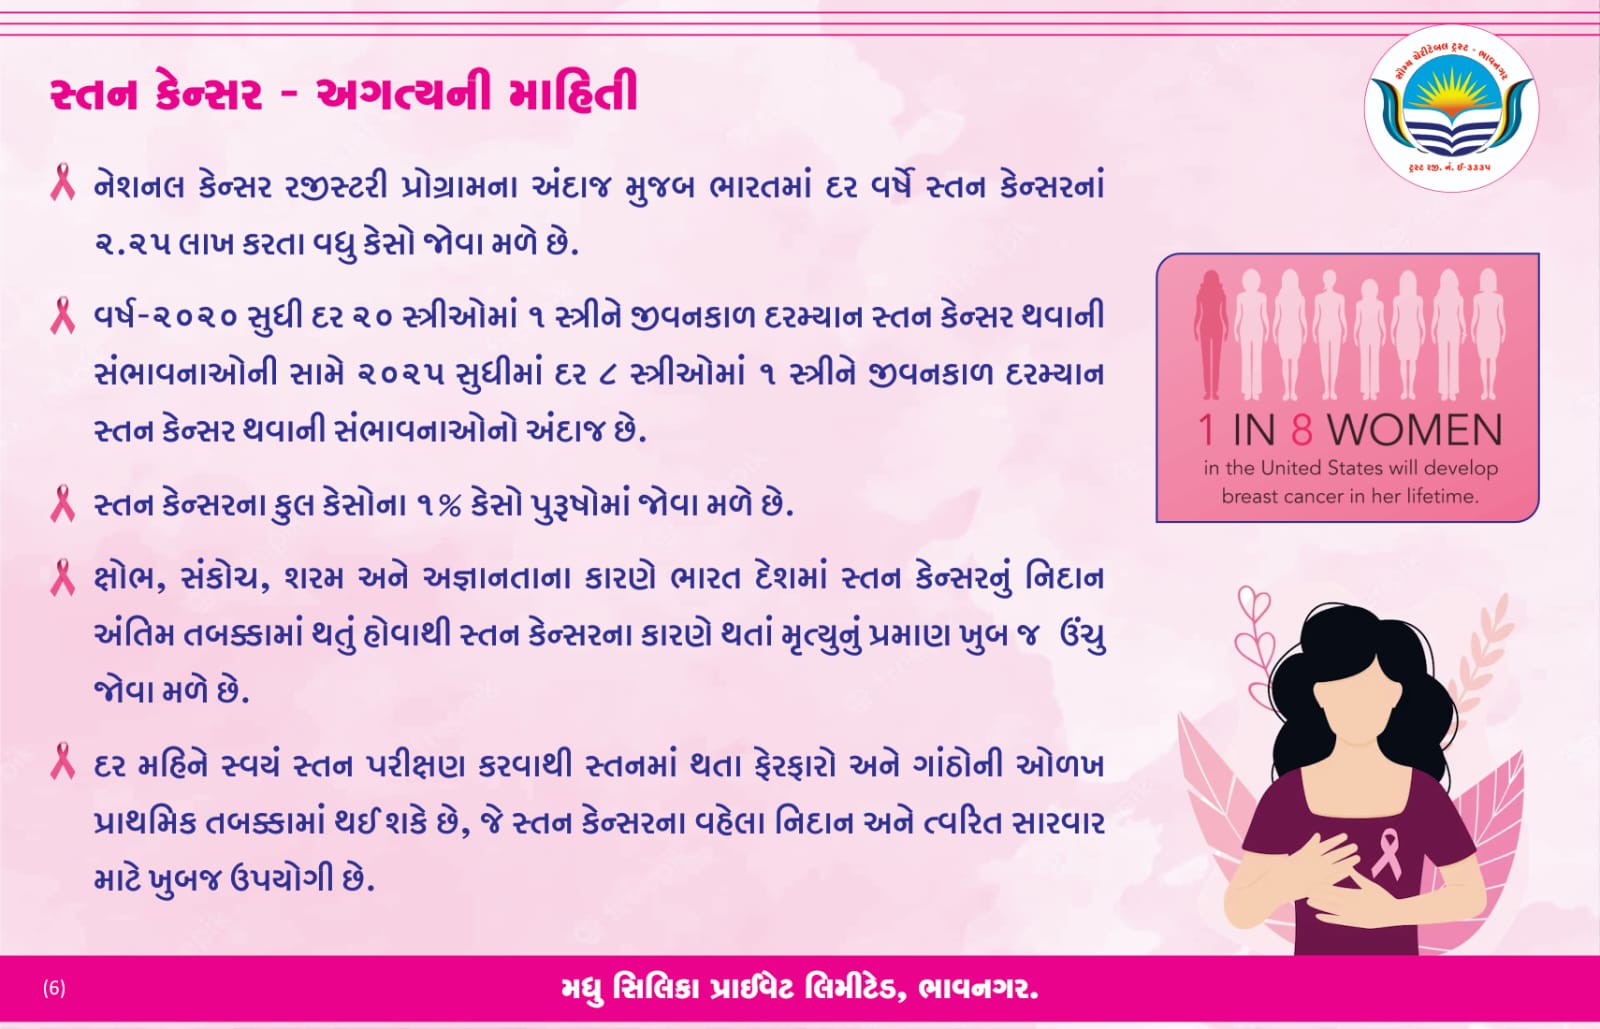 સ્તન કેન્સર - અગત્યની માહિતી
સૌમ્ય ચેરીટેબલ ટ્રસ્ટ - ભાવનગર
ટ્રસ્ટ રજી. નં. ઈ-૩૩૩૫
નેશનલ કેન્સર રજીસ્ટરી પ્રોગ્રામના અંદાજ મુજબ ભારતમાં દર વર્ષે સ્તન કેન્સરનાં
૨.૨૫ લાખ કરતા વધુ કેસો જોવા મળે છે.
વર્ષ-૨૦૨૦ સુધી દર ૨૦ સ્ત્રીઓમાં ૧ સ્ત્રીને જીવનકાળ દરમ્યાન સ્તન કેન્સર થવાની
સંભાવનાઓની સામે ૨૦૨૫ સુધીમાં દર ૮ સ્ત્રીઓમાં ૧ સ્ત્રીને જીવનકાળ દરમ્યાન
સ્તન કેન્સર થવાની સંભાવનાઓનો અંદાજ છે.
સ્તન કેન્સરના કુલ કેસોના ૧% કેસો પુરૂષોમાં જોવા મળે છે.
ક્ષોભ, સંકોચ, શરમ અને અજ્ઞાનતાના કારણે ભારત દેશમાં સ્તન કેન્સરનું નિદાન
અંતિમ તબક્કામાં થતું હોવાથી સ્તન કેન્સરના કારણે થતાં મૃત્યુનું પ્રમાણ ખુબ જ ઉંચુ
જોવા મળે છે.
દર મહિને સ્વયં સ્તન પરીક્ષણ કરવાથી સ્તનમાં થતા ફેરફારો અને ગાંઠોની ઓળખ
પ્રાથમિક તબક્કામાં થઈ શકે છે, જે સ્તન કેન્સરના વહેલા નિદાન અને ત્વરિત સારવાર
માટે ખુબજ ઉપયોગી છે.
1 IN 8 WOMEN
in the United States will develop
breast cancer in her lifetime.
(6)
મધુ સિલિકા પ્રાઈવેટ લિમીટેડ, ભાવનગર.